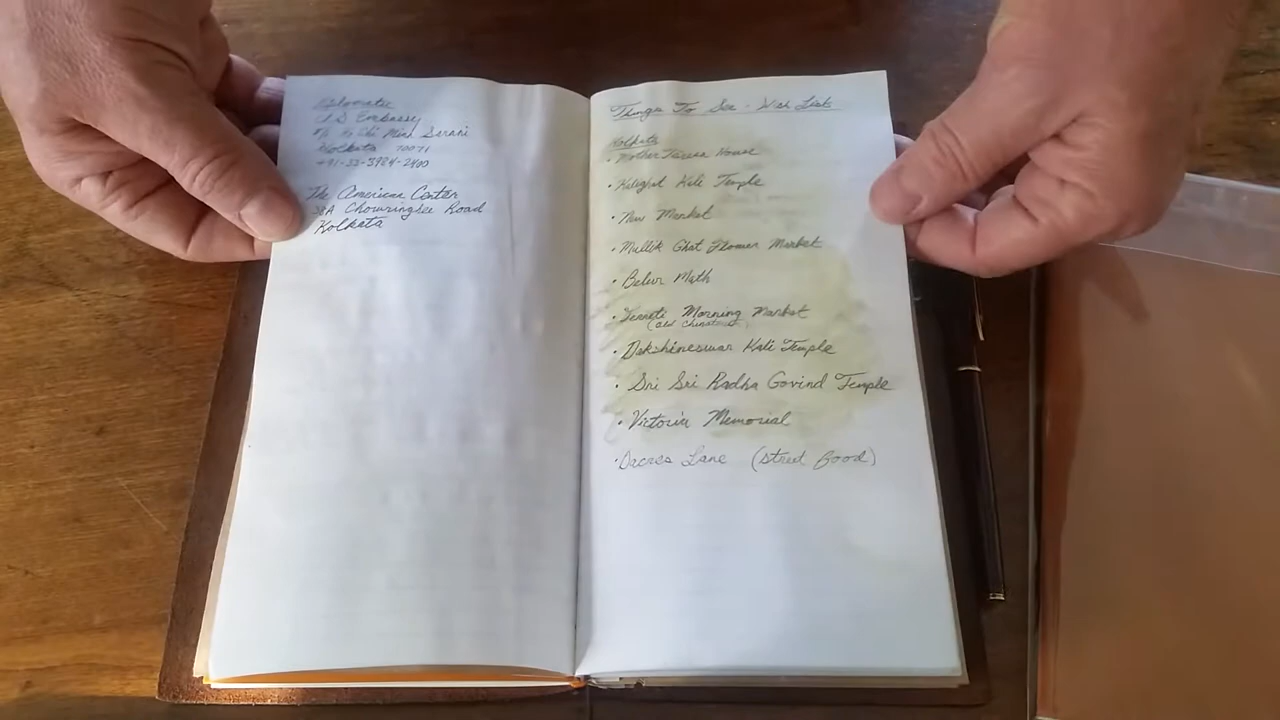 U.S Embassy
5/1 Ho Chi Minh Sarani
Kolkata 70071
+91-33-3984-2400
The American Center
38A Chowringhee Road
Kolkata
Things To See - Wish List
Kolkata
• Mother Teresa House
• Kalighat Kali Temple
• New Market
• Mullik Ghat Flower Market
• Belur Math
• Terreti Morning Market
(old Chinatown)
• Dakshineswar Kali Temple
• Sri Sri Radha Govind Temple
• Victoria Memorial
• Dacres Lane (street food)